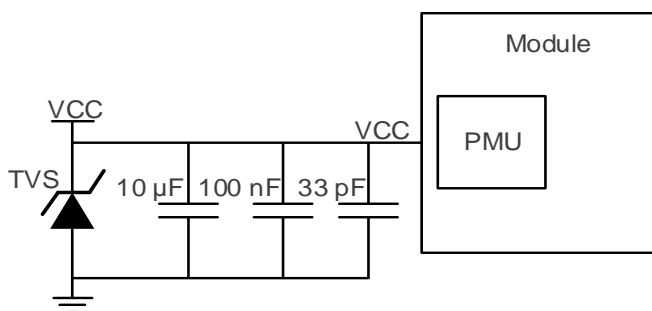 Module
VCC
VCC
PMU
TVS
10 µF
100 nF
33 pF